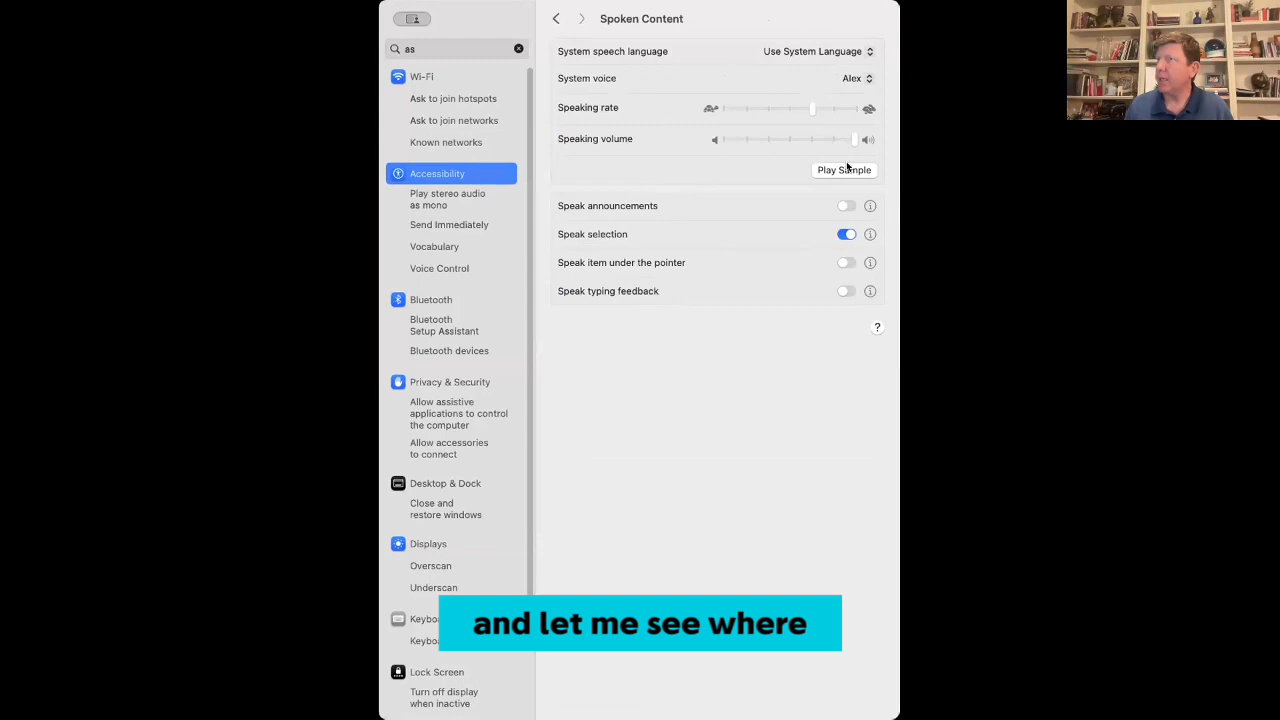 as
Wi-Fi
Ask to join hotspots
Ask to join networks
Known networks
Accessibility
Play stereo audio
as mono
Send Immediately
Vocabulary
Voice Control
Bluetooth
Bluetooth
Setup Assistant
Bluetooth devices
Privacy & Security
Allow assistive
applications to control
the computer
Allow accessories
to connect
Desktop & Dock
Close and
restore windows
Displays
Overscan
Underscan
Keybo
Keybo
Lock Screen
Turn off display
when inactive
Spoken Content
System speech language Use System Language
System voice Alex
Speaking rate
Speaking volume
Play Sample
Speak announcements
Speak selection
Speak item under the pointer
Speak typing feedback
?
and let me see where